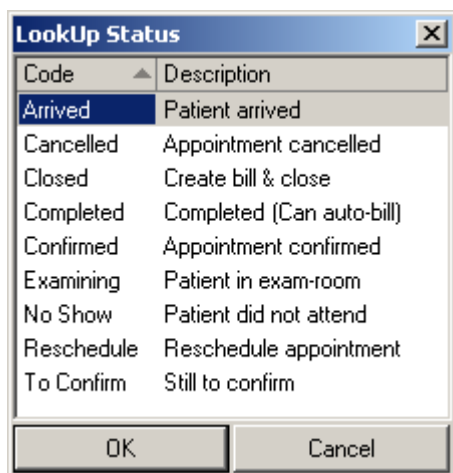 LookUp Status
Code Description
Arrived Patient arrived
Cancelled Appointment cancelled
Closed Create bill & close
Completed Completed (Can auto-bill)
Confirmed Appointment confirmed
Examining Patient in exam-room
No Show Patient did not attend
Reschedule Reschedule appointment
To Confirm Still to confirm
OK Cancel